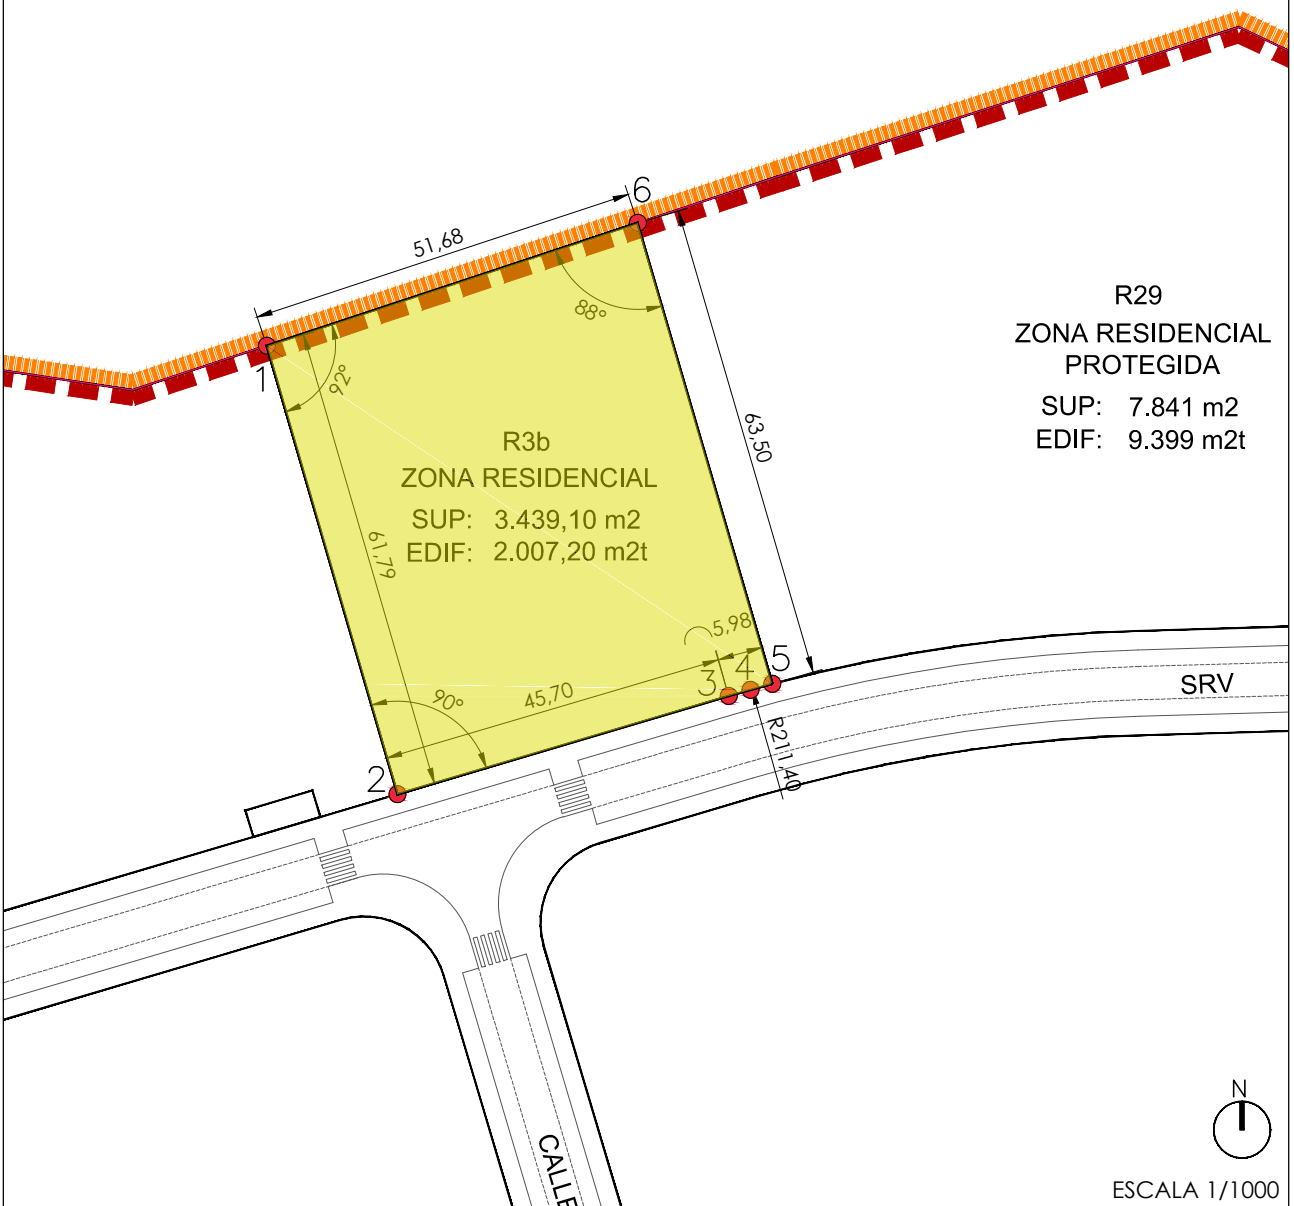 6
51,68
88°
1
92°
R29
ZONA RESIDENCIAL
PROTEGIDA
SUP: 7.841 m2
EDIF: 9.399 m2t
63,50
R3b
ZONA RESIDENCIAL
SUP: 3.439,10 m2
EDIF: 2.007,20 m2t
61,79
5,98
3
4
5
45,70
90°
2
R211,40
SRV
CALLE
N
ESCALA 1/1000